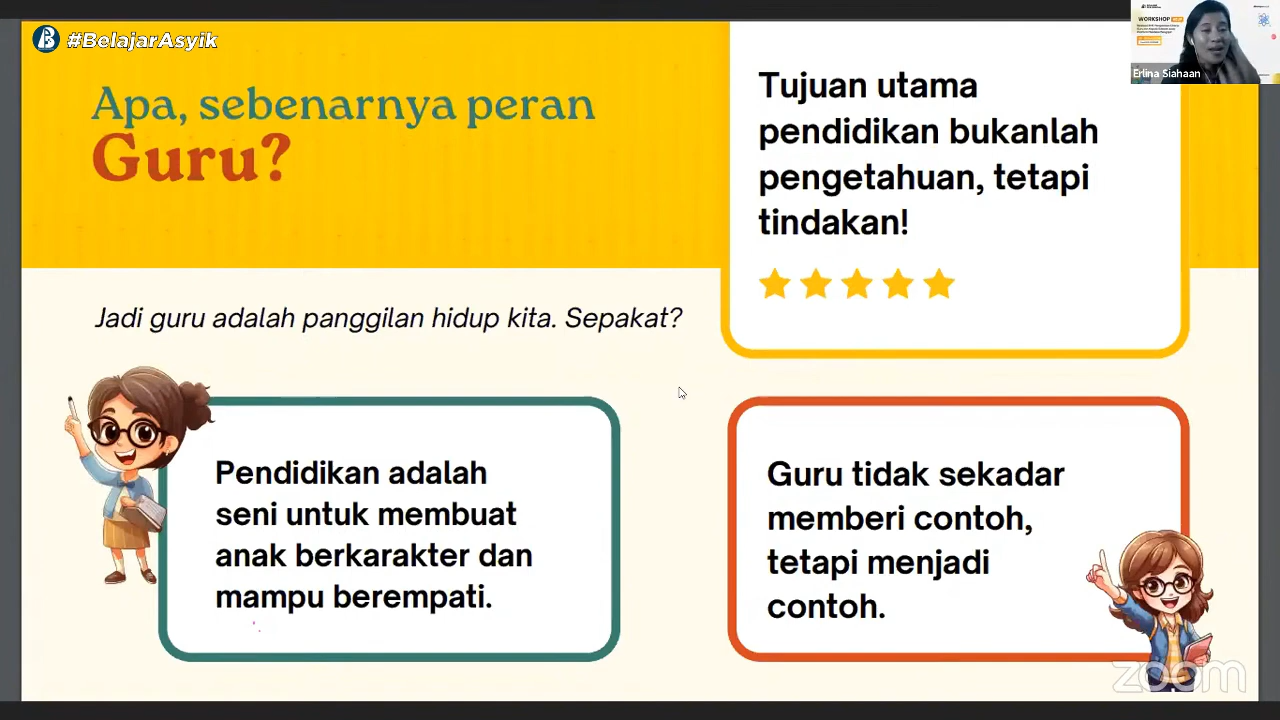 #BelajarAsyik
Apa, sebenarnya peran
Guru?
Jadi guru adalah panggilan hidup kita. Sepakat?
Tujuan utama
pendidikan bukanlah
pengetahuan, tetapi
tindakan!
Pendidikan adalah
seni untuk membuat
anak berkarakter dan
mampu berempati.
Guru tidak sekadar
memberi contoh,
tetapi menjadi
contoh.
WORKSHOP
Erlina Siahaan
zoom